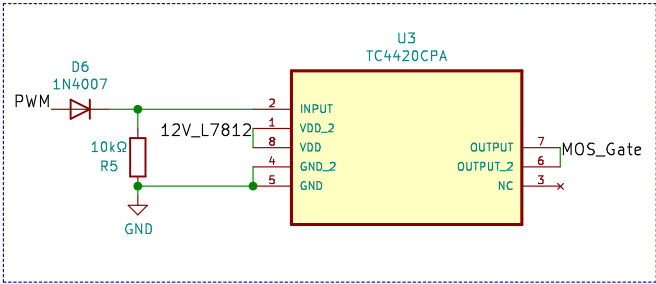 U3
TC4420CPA
D6
1N4007
PWM
2 INPUT
12V_L7812
1 VDD_2
8 VDD
10kΩ
R5
4 GND_2
5 GND
OUTPUT 7
MOS_Gate
OUTPUT_2 6
NC 3
GND